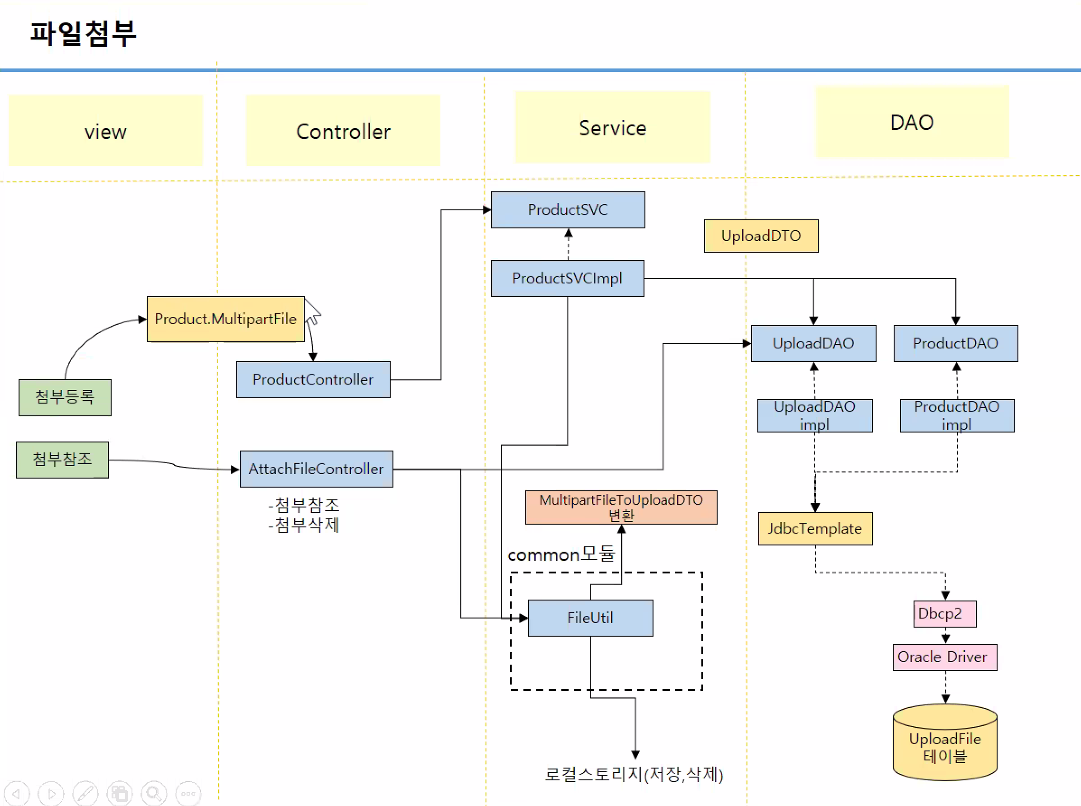 파일첨부
view
Controller
Service
DAO
ProductSVC
UploadDTO
ProductSVCImpl
Product.MultipartFile
UploadDAO
ProductDAO
ProductController
첨부등록
UploadDAO
impl
ProductDAO
impl
첨부참조
AttachFileController
-첨부참조
-첨부삭제
MultipartFileToUploadDTO
변환
JdbcTemplate
common모듈
FileUtil
Dbcp2
Oracle Driver
UploadFile
테이블
로컬스토리지(저장,삭제)